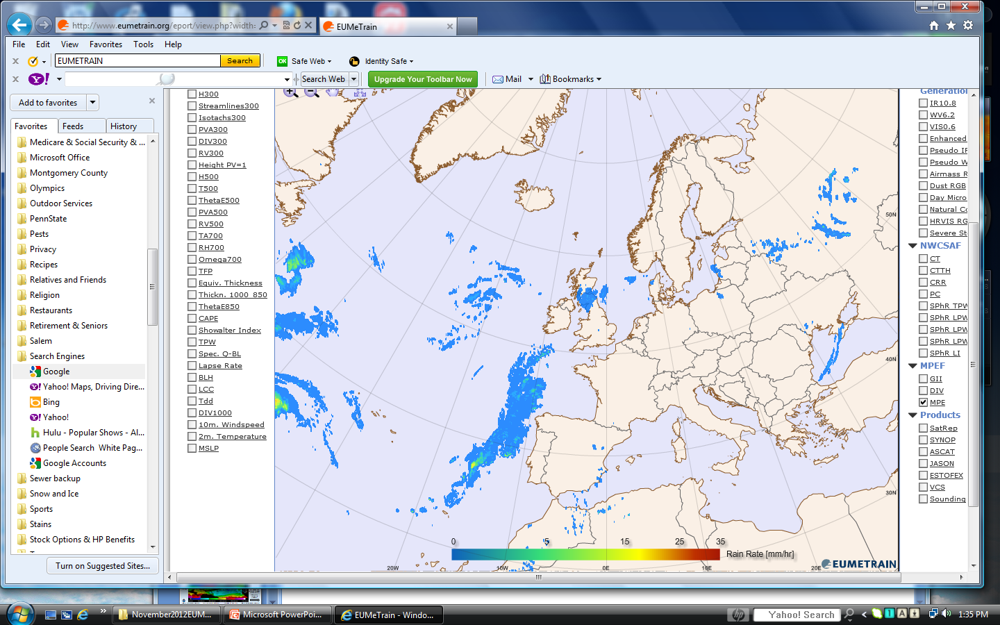 http://www.eumetrain.org/eport/view.php?width=
EUMeTrain
File Edit View Favorites Tools Help
EUMETRAIN Search OK Safe Web Identity Safe
Y! Search Web Upgrade Your Toolbar Now Mail Bookmarks
Add to favorites
Favorites Feeds History
Medicare & Social Security & ...
Microsoft Office
Montgomery County
Olympics
Outdoor Services
PennState
Pests
Privacy
Recipes
Relatives and Friends
Religion
Restaurants
Retirement & Seniors
Salem
Search Engines
Google
Yahoo! Maps, Driving Dire...
Bing
Yahoo!
Hulu - Popular Shows - Al...
People Search White Pag...
Google Accounts
Sewer backup
Snow and Ice
Sports
Stains
Stock Options & HP Benefits
Turn on Suggested Sites...
H300
Streamlines300
Isotachs300
PVA300
DIV300
RV300
Height PV=1
H500
T500
ThetaE500
PVA500
RV500
TA700
RH700
Omega700
TFP
Equiv. Thickness
Thickn. 1000_850
ThetaE850
CAPE
Showalter Index
TPW
Spec. Q-BL
Lapse Rate
BLH
LCC
Tdd
DIV1000
10m. Windspeed
2m. Temperature
MSLP
50N
40N
30N
0 5 15 25 35
Rain Rate [mm/hr]
20W 10W 0E 10E 20E
EUMETRAIN
Generation
IR10.8
WV6.2
VIS0.6
Enhanced
Pseudo IR
Pseudo W
Airmass R
Dust RGB
Day Micro
Natural Co
HRVIS RG
Severe St
NWCSAF
CT
CTTH
CRR
PC
SPhR TPW
SPhR LPW
SPhR LPW
SPhR LPW
SPhR LI
MPEF
GII
DIV
MPE
Products
SatRep
SYNOP
ASCAT
JASON
ESTOFEX
VCS
Sounding
November2012EUM... Microsoft PowerPoi... EUMeTrain - Windo... hp Yahoo! Search 1:35 PM